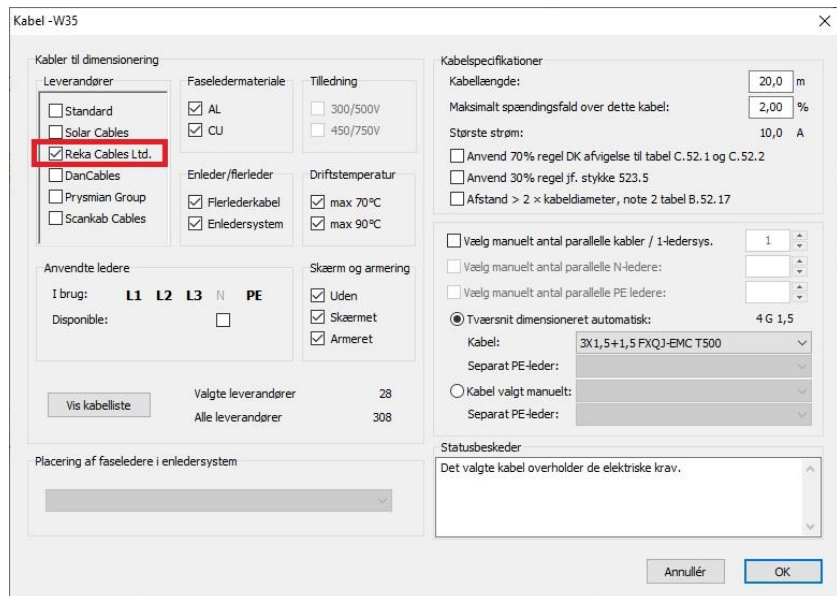 Kabel -W35
Kabler til dimensionering
Leverandører
Standard
Solar Cables
Reka Cables Ltd.
DanCables
Prysmian Group
Scankab Cables
Faseledermateriale
AL
CU
Tilledning
300/500V
450/750V
Enleder/flerleder
Flerlederkabel
Enledersystem
Driftstemperatur
max 70°C
max 90°C
Anvendte ledere
I brug: L1 L2 L3 N PE
Disponible:
Skærm og armering
Uden
Skærmet
Armeret
Vis kabelliste
Valgte leverandører 28
Alle leverandører 308
Placering af faseledere i enledersystem
Kabelspecifikationer
Kabellængde: 20,0 m
Maksimalt spændingsfald over dette kabel: 2,00 %
Største strøm: 10,0 A
Anvend 70% regel DK afvigelse til tabel C.52.1 og C.52.2
Anvend 30% regel jf. stykke 523.5
Afstand > 2 × kabeldiameter, note 2 tabel B.52.17
Vælg manuelt antal parallelle kabler / 1-ledersys. 1
Vælg manuelt antal parallelle N-ledere:
Vælg manuelt antal parallelle PE ledere:
Tværsnit dimensioneret automatisk: 4 G 1,5
Kabel: 3X1,5+1,5 FXQJ-EMC T500
Separat PE-leder:
Kabel valgt manuelt:
Separat PE-leder:
Statusbeskeder
Det valgte kabel overholder de elektriske krav.
Annullér
OK